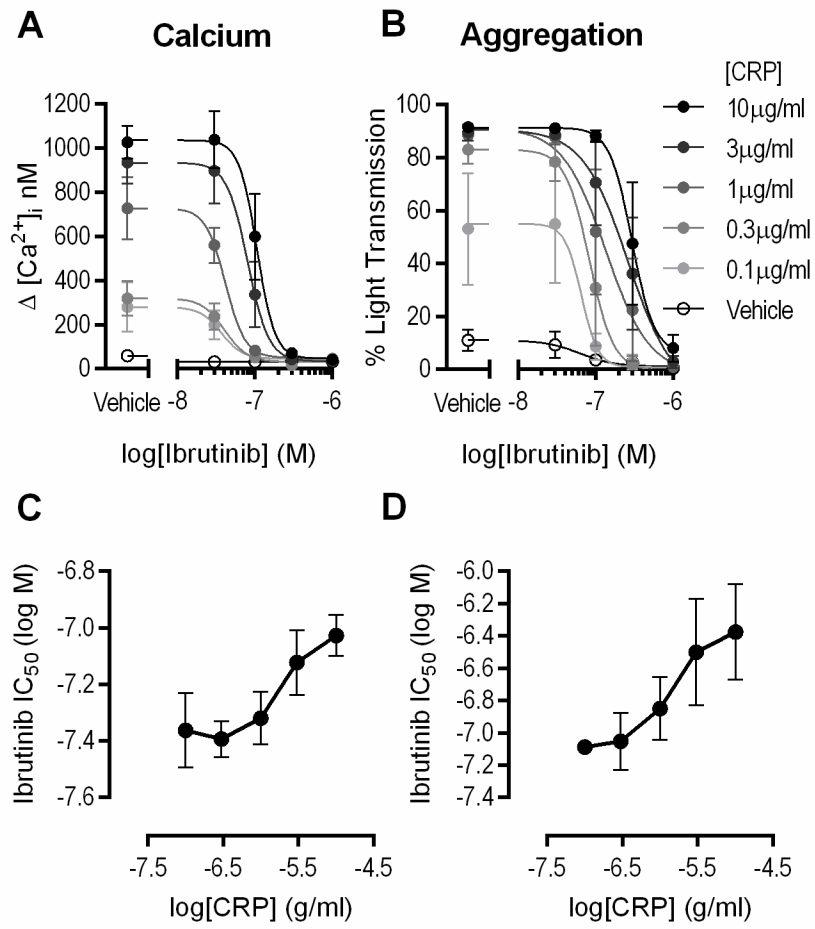 A
Calcium
Δ [Ca2+]i nM
1200
1000
800
600
400
200
0
Vehicle
-8
-7
-6
log[Ibrutinib] (M)
B
Aggregation
% Light Transmission
100
80
60
40
20
0
Vehicle
-8
-7
-6
log[Ibrutinib] (M)
[CRP]
10μg/ml
3μg/ml
1μg/ml
0.3μg/ml
0.1μg/ml
Vehicle
C
Ibrutinib IC50 (log M)
-6.8
-7.0
-7.2
-7.4
-7.6
-7.5
-6.5
-5.5
-4.5
log[CRP] (g/ml)
D
Ibrutinib IC50 (log M)
-6.0
-6.2
-6.4
-6.6
-6.8
-7.0
-7.2
-7.4
-7.5
-6.5
-5.5
-4.5
log[CRP] (g/ml)